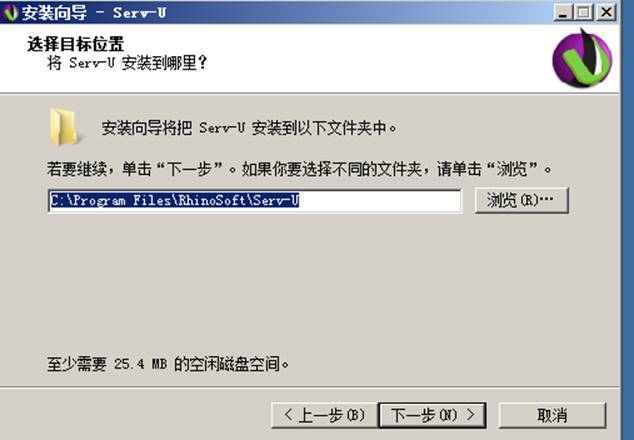 安装向导 - Serv-U
选择目标位置
将 Serv-U 安装到哪里?
安装向导将把 Serv-U 安装到以下文件夹中。
若要继续,单击“下一步”。如果你要选择不同的文件夹,请单击“浏览”。
C:\Program Files\RhinoSoft\Serv-U
浏览(R)…
至少需要 25.4 MB 的空闲磁盘空间。
< 上一步(B)
下一步(N) >
取消